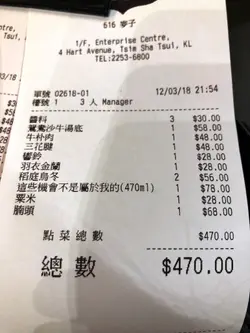 616 麥子
1/F, Enterprise Centre,
4 Hart Avenue, Tsim Sha Tsui, KL
TEL:2253-6800
單號 02618-01 12/03/18 21:54
檯號 1 3 人 Manager
醬料 3 $30.00
鴛鴦沙牛湯底 1 $58.00
牛朴肉 1 $48.00
三花腱 1 $48.00
響鈴 1 $28.00
羽衣金蘭 1 $28.00
稻庭烏冬 2 $56.00
這些機會不是屬於我的(470ml) 1 $78.00
粟米 1 $28.00
腩頭 1 $68.00
點菜總數 $470.00
總數 $470.00